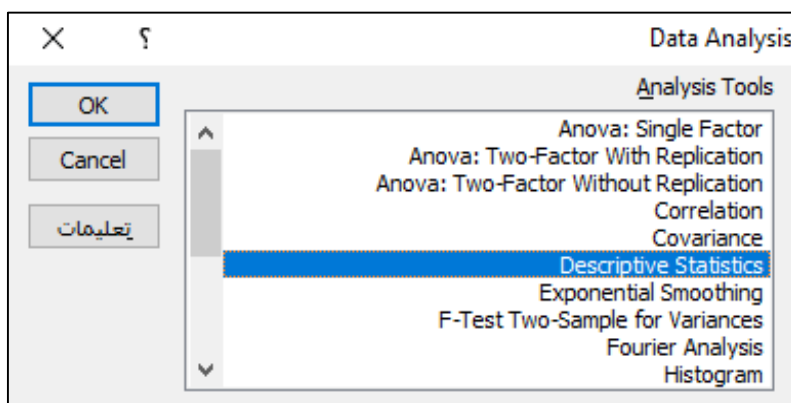 Data Analysis
؟
Analysis Tools
Anova: Single Factor
Anova: Two-Factor With Replication
Anova: Two-Factor Without Replication
Correlation
Covariance
Descriptive Statistics
Exponential Smoothing
F-Test Two-Sample for Variances
Fourier Analysis
Histogram
OK
Cancel
تعليمات